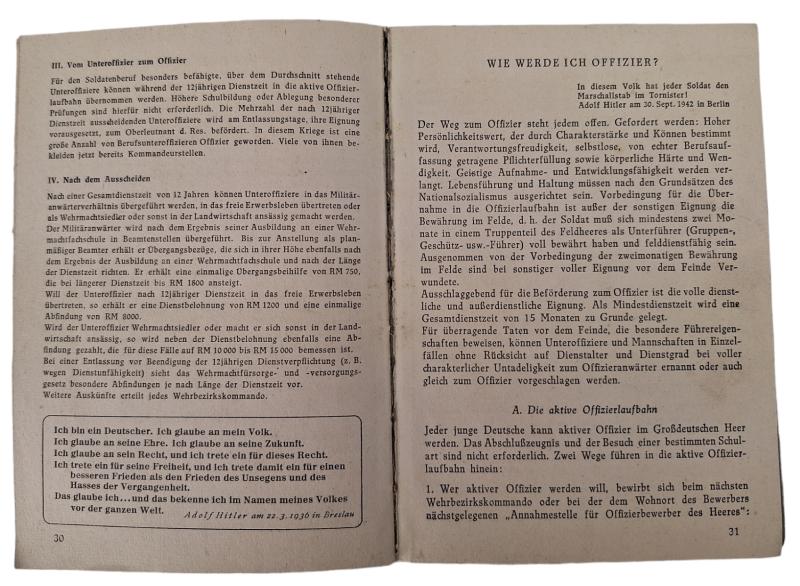 III. Vom Unteroffizier zum Offizier
Für den Soldatenberuf besonders befähigte, über dem Durchschnitt stehende
Unteroffiziere können während der 12jährigen Dienstzeit in die aktive Offizier-
laufbahn übernommen werden. Höhere Schulbildung oder Ablegung besonderer
Prüfungen sind hierfür nicht erforderlich. Die Mehrzahl der nach 12jähriger
Dienstzeit ausscheidenden Unteroffiziere wird am Entlassungstage, ihre Eignung
vorausgesetzt, zum Oberleutnant d. Res. befördert. In diesem Kriege ist eine
große Anzahl von Berufsunteroffizieren Offizier geworden. Viele von ihnen be-
kleiden jetzt bereits Kommandeurstellen.
IV. Nach dem Ausscheiden
Nach einer Gesamtdienstzeit von 12 Jahren können Unteroffiziere in das Militär-
anwärterverhältnis übergeführt werden, in das freie Erwerbsleben übertreten oder
als Wehrmachtsiedler oder sonst in der Landwirtschaft ansässig gemacht werden.
Der Militäranwärter wird nach dem Ergebnis seiner Ausbildung an einer Wehr-
machtfachschule in Beamtenstellen übergeführt. Bis zur Anstellung als plan-
mäßiger Beamter erhält er Übergangsbezüge, die sich in ihrer Höhe ebenfalls nach
dem Ergebnis der Ausbildung an einer Wehrmachtfachschule und nach der Länge
der Dienstzeit richten. Er erhält eine einmalige Übergangsbeihilfe von RM 750,
die bei längerer Dienstzeit bis RM 1800 ansteigt.
Will der Unteroffizier nach 12jähriger Dienstzeit in das freie Erwerbsleben
übertreten, so erhält er eine Dienstbelohnung von RM 1200 und eine einmalige
Abfindung von RM 8000.
Wird der Unteroffizier Wehrmachtsiedler oder macht er sich sonst in der Land-
wirtschaft ansässig, so wird neben der Dienstbelohnung ebenfalls eine Ab-
findung gezahlt, die für diese Fälle auf RM 10 000 bis RM 15 000 bemessen ist.
Bei einer Entlassung vor Beendigung der 12jährigen Dienstverpflichtung (z. B.
wegen Dienstunfähigkeit) sieht das Wehrmachtfürsorge- und -versorgungs-
gesetz besondere Abfindungen je nach Länge der Dienstzeit vor.
Weitere Auskünfte erteilt jedes Wehrbezirkskommando.
Ich bin ein Deutscher. Ich glaube an mein Volk.
Ich glaube an seine Ehre. Ich glaube an seine Zukunft.
Ich glaube an sein Recht, und ich trete ein für dieses Recht.
Ich trete ein für seine Freiheit, und ich trete damit ein für einen
besseren Frieden als den Frieden des Unsegens und des
Hasses der Vergangenheit.
Das glaube ich...und das bekenne ich im Namen meines Volkes
vor der ganzen Welt.
Adolf Hitler am 22. 3. 1936 in Breslau
30
WIE WERDE ICH OFFIZIER?
In diesem Volk hat jeder Soldat den
Marschallstab im Tornister!
Adolf Hitler am 30. Sept. 1942 in Berlin
Der Weg zum Offizier steht jedem offen. Gefordert werden: Hoher
Persönlichkeitswert, der durch Charakterstärke und Können bestimmt
wird, Verantwortungsfreudigkeit, selbstlose, von echter Berufsauf-
fassung getragene Pflichterfüllung sowie körperliche Härte und Wen-
digkeit. Geistige Aufnahme- und Entwicklungsfähigkeit werden ver-
langt. Lebensführung und Haltung müssen nach den Grundsätzen des
Nationalsozialismus ausgerichtet sein. Vorbedingung für die Über-
nahme in die Offizierlaufbahn ist außer der sonstigen Eignung die
Bewährung im Felde, d. h. der Soldat muß sich mindestens zwei Mo-
nate in einem Truppenteil des Feldheeres als Unterführer (Gruppen-,
Geschütz- usw.-Führer) voll bewährt haben und felddienstfähig sein.
Ausgenommen von der Vorbedingung der zweimonatigen Bewährung
im Felde sind bei sonstiger voller Eignung vor dem Feinde Ver-
wundete.
Ausschlaggebend für die Beförderung zum Offizier ist die volle dienst-
liche und außerdienstliche Eignung. Als Mindestdienstzeit wird eine
Gesamtdienstzeit von 15 Monaten zu Grunde gelegt.
Für überragende Taten vor dem Feinde, die besondere Führereigen-
schaften beweisen, können Unteroffiziere und Mannschaften in Einzel-
fällen ohne Rücksicht auf Dienstalter und Dienstgrad bei voller
charakterlicher Untadeligkeit zum Offizieranwärter ernannt oder auch
gleich zum Offizier vorgeschlagen werden.
A. Die aktive Offizierlaufbahn
Jeder junge Deutsche kann aktiver Offizier im Großdeutschen Heer
werden. Das Abschlußzeugnis und der Besuch einer bestimmten Schul-
art sind nicht erforderlich. Zwei Wege führen in die aktive Offizier-
laufbahn hinein:
1. Wer aktiver Offizier werden will, bewirbt sich beim nächsten
Wehrbezirkskommando oder bei der dem Wohnort des Bewerbers
nächstgelegenen „Annahmestelle für Offizierbewerber des Heeres“:
31